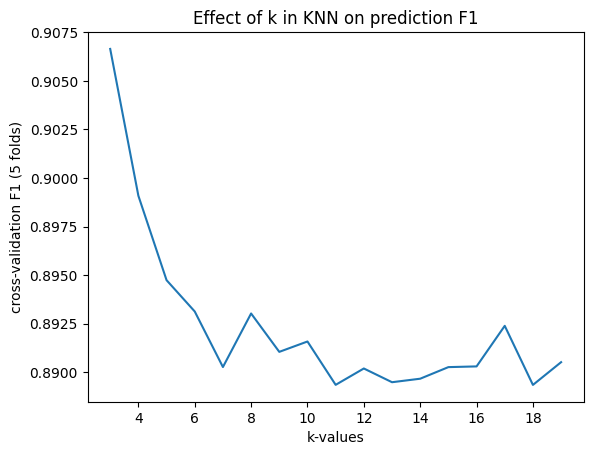 Effect of k in KNN on prediction F1
0.9075
0.9050
0.9025
0.9000
0.8975
0.8950
0.8925
0.8900
cross-validation F1 (5 folds)
4 6 8 10 12 14 16 18
k-values